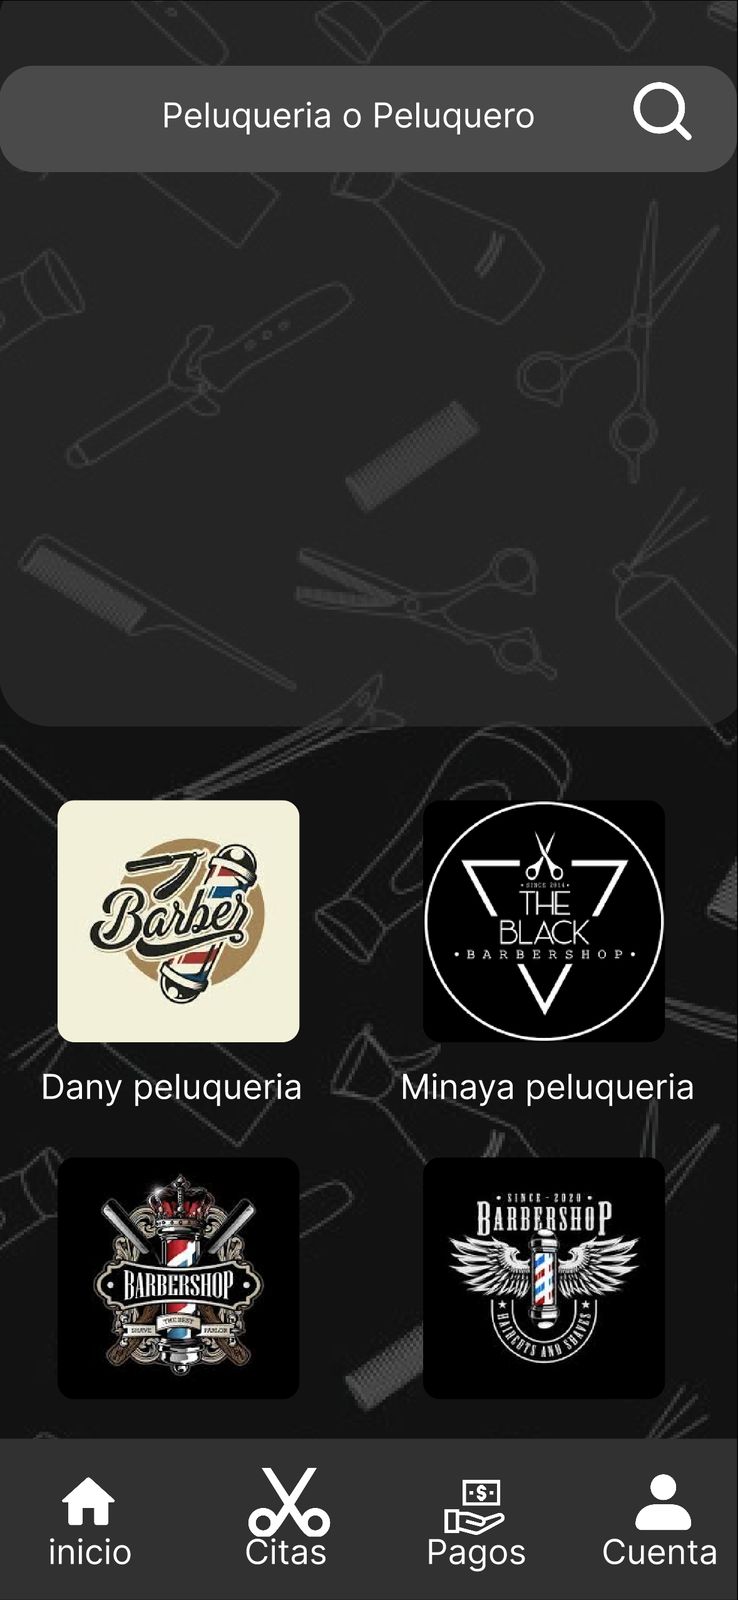 Peluqueria o Peluquero
Barber
• SINCE 2014 •
THE
BLACK
• BARBERSHOP •
Dany peluqueria
Minaya peluqueria
BARBERSHOP
SHAVE THE BEST PARLOR
• SINCE - 2020 •
BARBERSHOP
★ HAIRCUTS AND SHAVES ★
$
inicio
Citas
Pagos
Cuenta